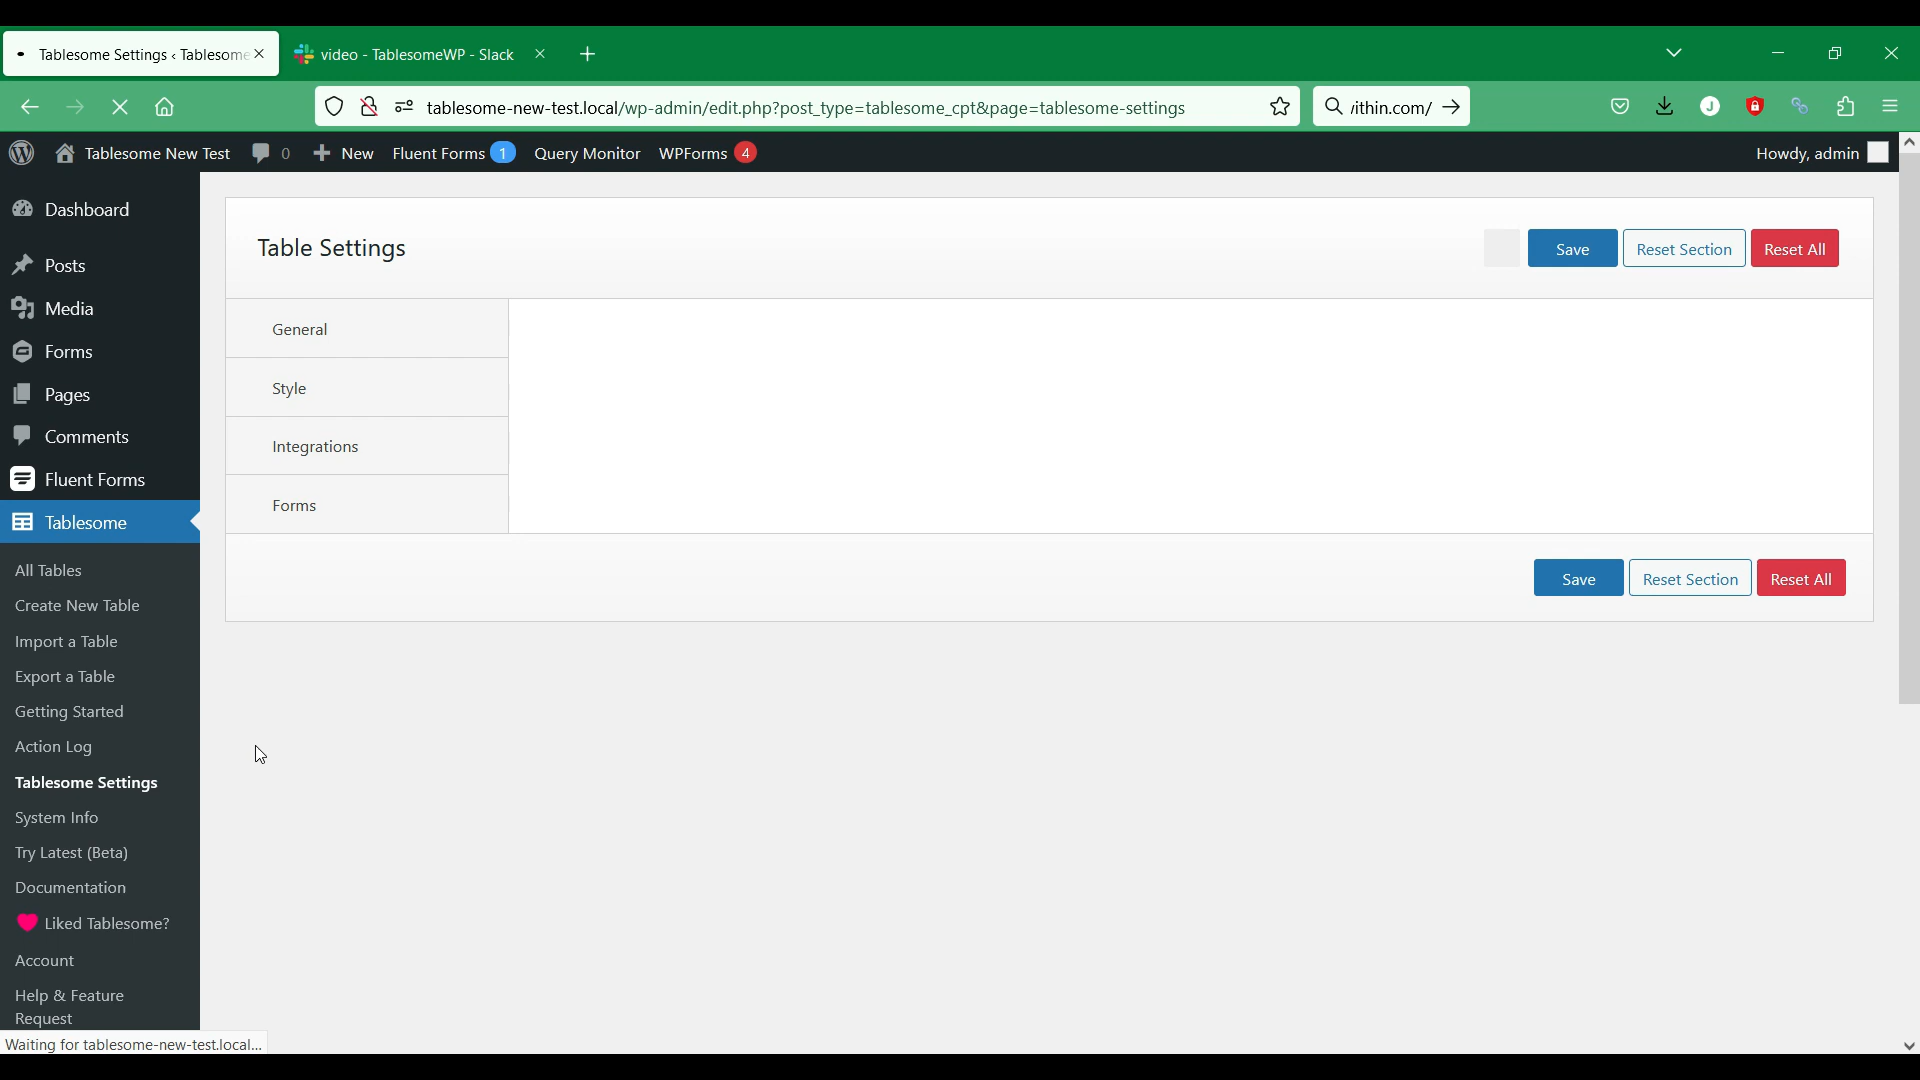 Tablesome Settings ‹ Tablesome
video - TablesomeWP - Slack
tablesome-new-test.local/wp-admin/edit.php?post_type=tablesome_cpt&page=tablesome-settings
/ithin.com/
Tablesome New Test
0
New
Fluent Forms 1
Query Monitor
WPForms 4
Howdy, admin
Dashboard
Posts
Media
Forms
Pages
Comments
Fluent Forms
Tablesome
All Tables
Create New Table
Import a Table
Export a Table
Getting Started
Action Log
Tablesome Settings
System Info
Try Latest (Beta)
Documentation
Liked Tablesome?
Account
Help & Feature
Request
Table Settings
Save
Reset Section
Reset All
General
Style
Integrations
Forms
Save
Reset Section
Reset All
J
Waiting for tablesome-new-test.local...